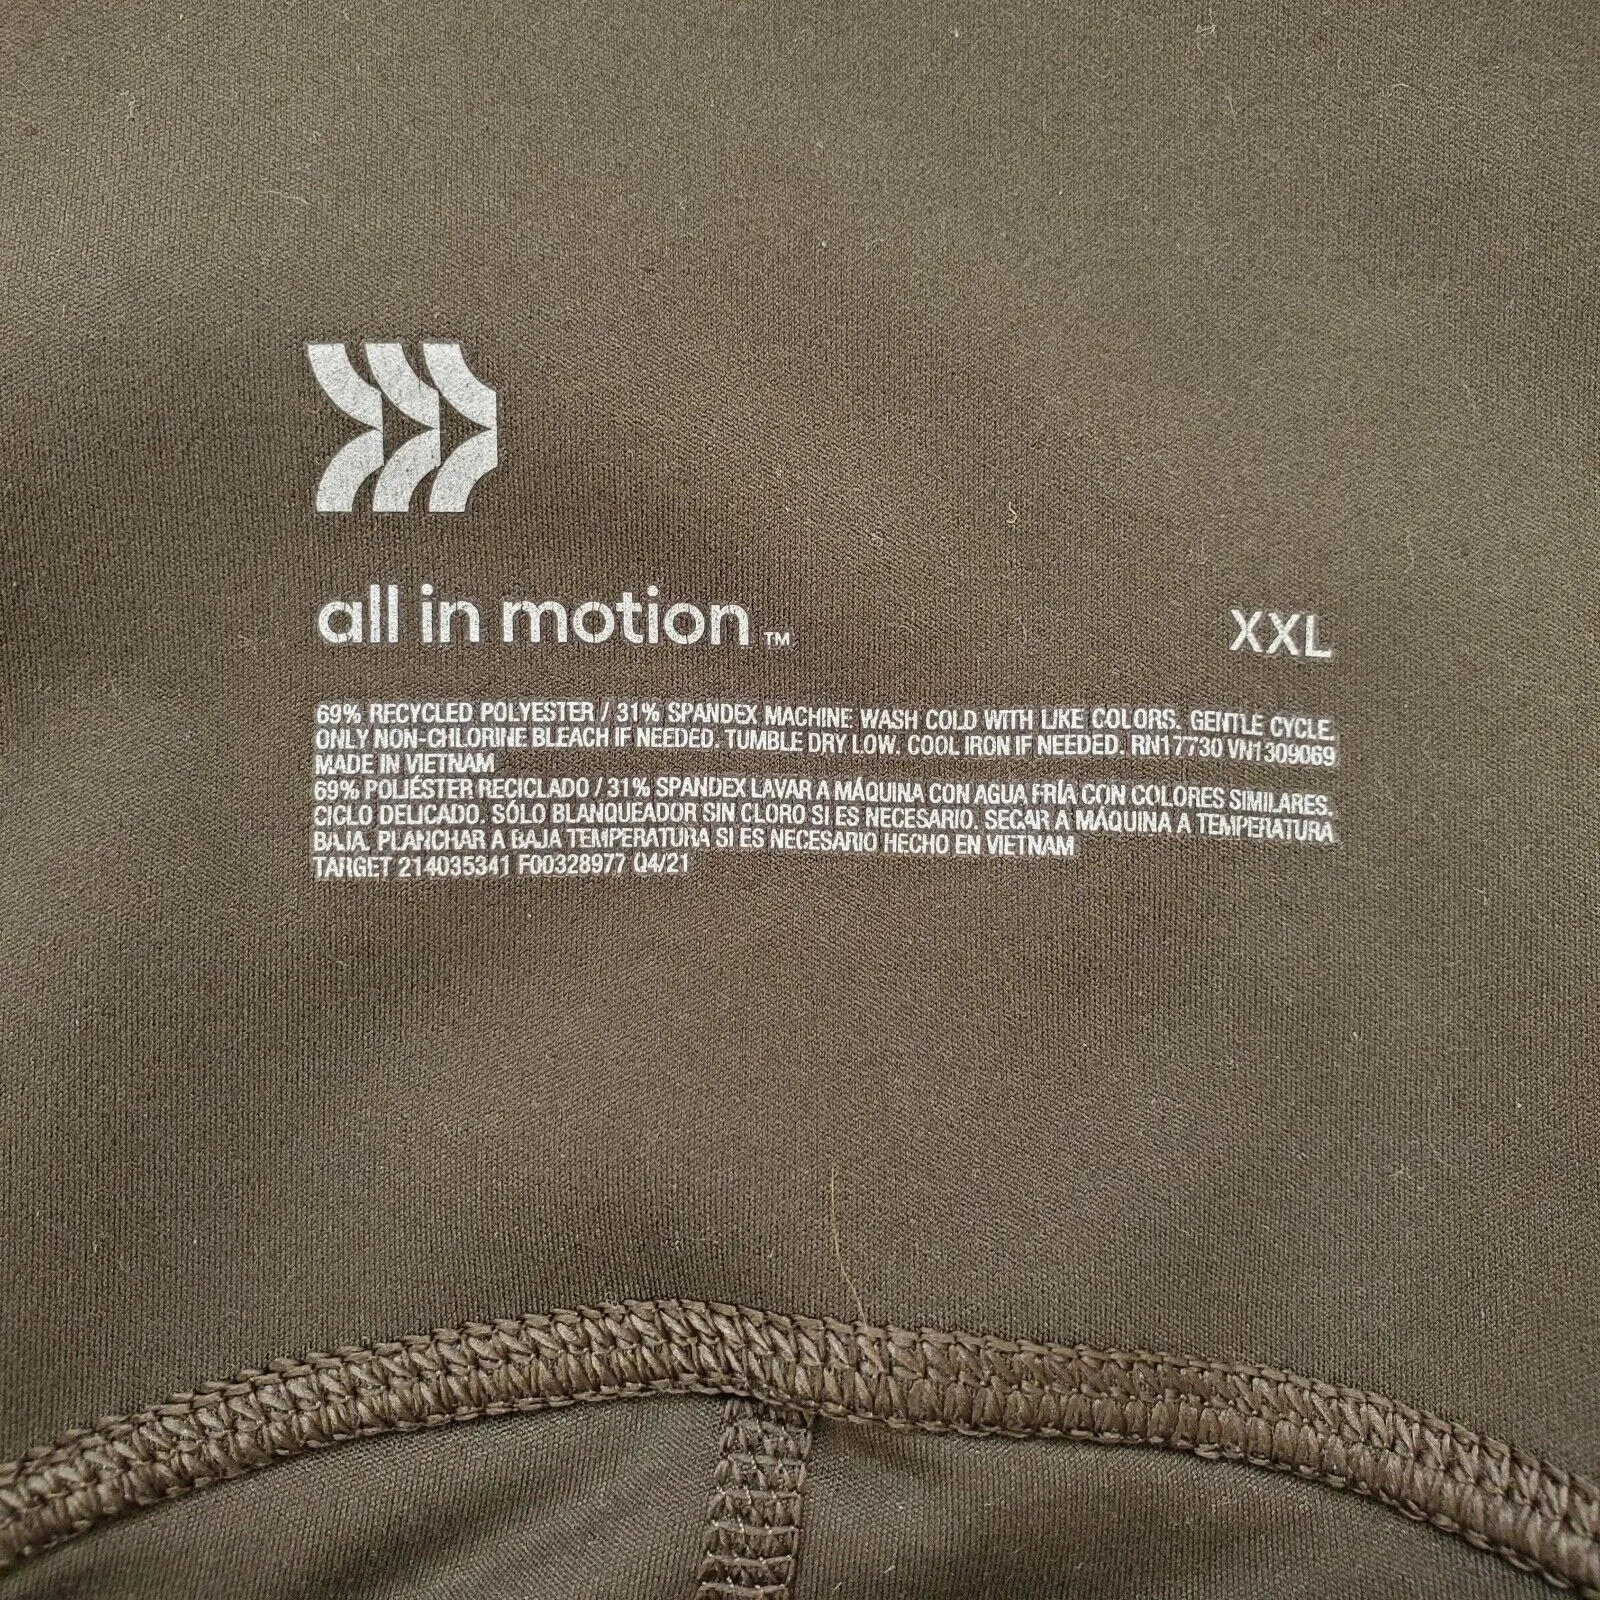 all in motion™
XXL
69% RECYCLED POLYESTER / 31% SPANDEX MACHINE WASH COLD WITH LIKE COLORS. GENTLE CYCLE.
ONLY NON-CHLORINE BLEACH IF NEEDED. TUMBLE DRY LOW. COOL IRON IF NEEDED. RN17730 VN1309069
MADE IN VIETNAM
69% POLIÉSTER RECICLADO / 31% SPANDEX LAVAR A MÁQUINA CON AGUA FRÍA CON COLORES SIMILARES.
CICLO DELICADO. SÓLO BLANQUEADOR SIN CLORO SI ES NECESARIO. SECAR A MÁQUINA A TEMPERATURA
BAJA. PLANCHAR A BAJA TEMPERATURA SI ES NECESARIO HECHO EN VIETNAM
TARGET 214035341 F00328977 Q4/21